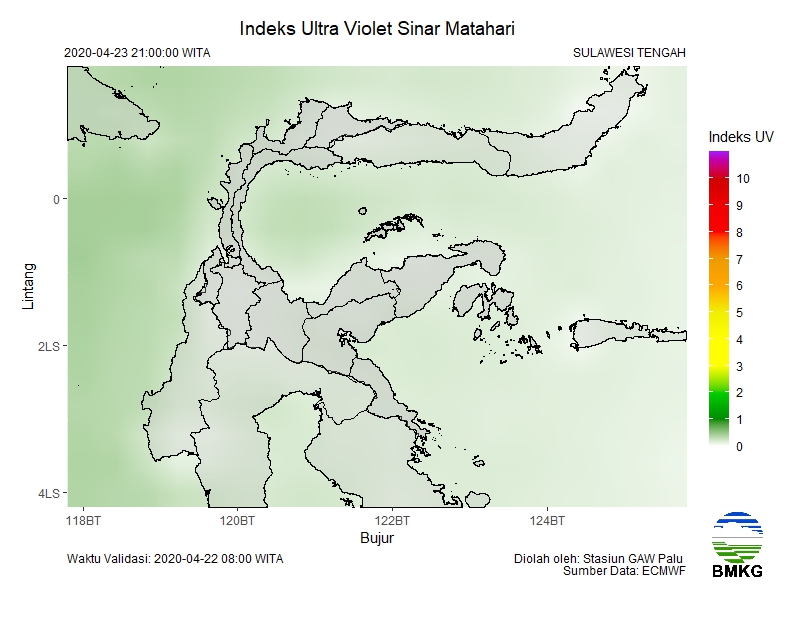 Indeks Ultra Violet Sinar Matahari
2020-04-23 21:00:00 WITA
SULAWESI TENGAH
Indeks UV
10
9
8
7
6
5
4
3
2
1
0
Lintang
0
2LS
4LS
118BT
120BT
122BT
124BT
Bujur
Waktu Validasi: 2020-04-22 08:00 WITA
Diolah oleh: Stasiun GAW Palu
Sumber Data: ECMWF
BMKG